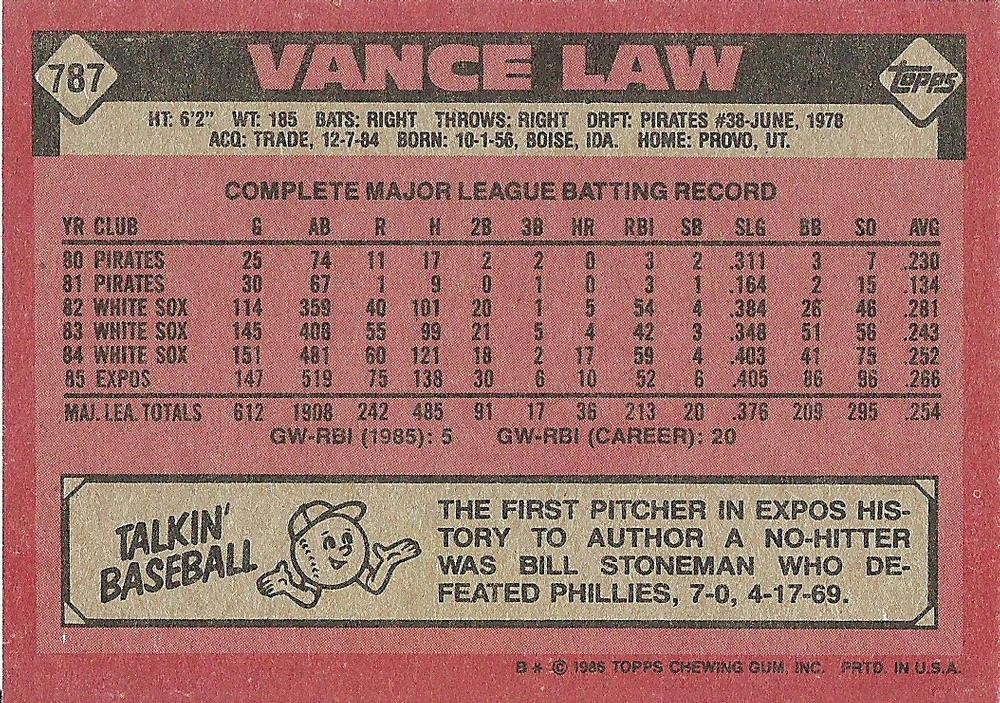 787 VANCE LAW Topps
HT: 6'2" WT: 185 BATS: RIGHT THROWS: RIGHT DRFT: PIRATES #38-JUNE, 1978
ACQ: TRADE, 12-7-84 BORN: 10-1-56, BOISE, IDA. HOME: PROVO, UT.
COMPLETE MAJOR LEAGUE BATTING RECORD
YR CLUB G AB R H 2B 3B HR RBI SB SLG BB SO AVG
80 PIRATES 25 74 11 17 2 2 0 3 2 .311 3 7 .230
81 PIRATES 30 67 1 9 0 1 0 3 1 .164 2 15 .134
82 WHITE SOX 114 359 40 101 20 1 5 54 4 .384 26 46 .281
83 WHITE SOX 145 408 55 99 21 5 4 42 3 .348 51 56 .243
84 WHITE SOX 151 481 60 121 18 2 17 59 4 .403 41 75 .252
85 EXPOS 147 519 75 138 30 6 10 52 6 .405 86 96 .266
MAJ. LEA. TOTALS 612 1908 242 485 91 17 36 213 20 .376 209 295 .254
GW-RBI (1985): 5 GW-RBI (CAREER): 20
TALKIN'
BASEBALL
THE FIRST PITCHER IN EXPOS HIS-
TORY TO AUTHOR A NO-HITTER
WAS BILL STONEMAN WHO DE-
FEATED PHILLIES, 7-0, 4-17-69.
B * © 1986 TOPPS CHEWING GUM, INC. PRTD. IN U.S.A.